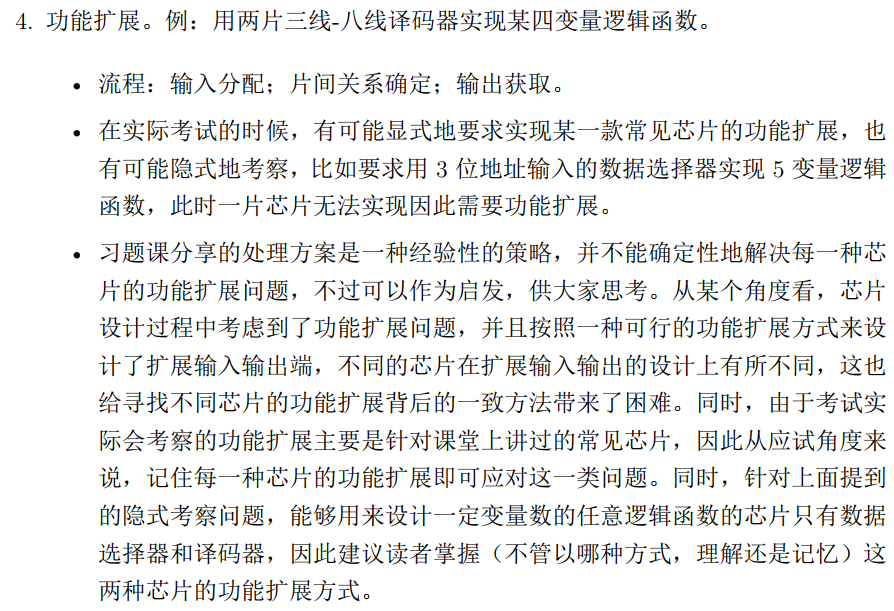 4. 功能扩展。例：用两片三线-八线译码器实现某四变量逻辑函数。
• 流程：输入分配；片间关系确定；输出获取。
• 在实际考试的时候，有可能显式地要求实现某一款常见芯片的功能扩展，也
有可能隐式地考察，比如要求用 3 位地址输入的数据选择器实现 5 变量逻辑
函数，此时一片芯片无法实现因此需要功能扩展。
• 习题课分享的处理方案是一种经验性的策略，并不能确定性地解决每一种芯
片的功能扩展问题，不过可以作为启发，供大家思考。从某个角度看，芯片
设计过程中考虑到了功能扩展问题，并且按照一种可行的功能扩展方式来设
计了扩展输入输出端，不同的芯片在扩展输入输出的设计上有所不同，这也
给寻找不同芯片的功能扩展背后的一致方法带来了困难。同时，由于考试实
际会考察的功能扩展主要是针对课堂上讲过的常见芯片，因此从应试角度来
说，记住每一种芯片的功能扩展即可应对这一类问题。同时，针对上面提到
的隐式考察问题，能够用来设计一定变量数的任意逻辑函数的芯片只有数据
选择器和译码器，因此建议读者掌握（不管以哪种方式，理解还是记忆）这
两种芯片的功能扩展方式。